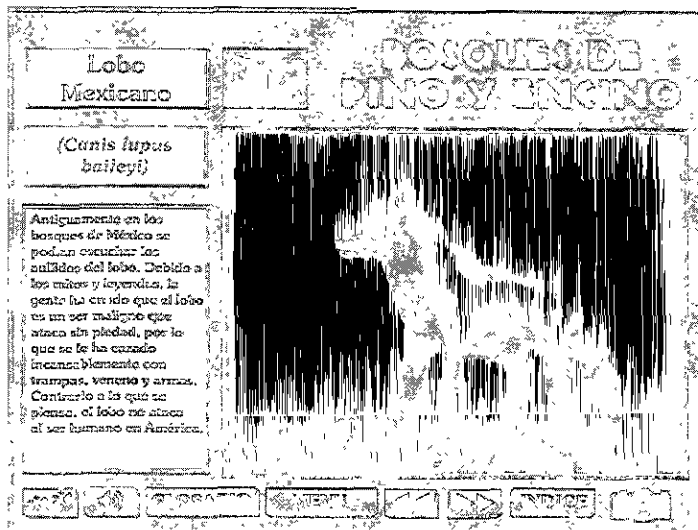 Lobo
Mexicano
BOSQUES DE
PINO Y ENCINO
(Canis lupus
baileyi)
Antiguamente en los
bosques de México se
podían escuchar los
aullidos del lobo. Debido a
los mitos y leyendas, la
gente ha creído que el lobo
es un ser maligno que
ataca sin piedad, por lo
que se le ha cazado
incansablemente con
trampas, veneno y armas.
Contrario a lo que se
piensa, el lobo no ataca
al ser humano en América.
INDICE